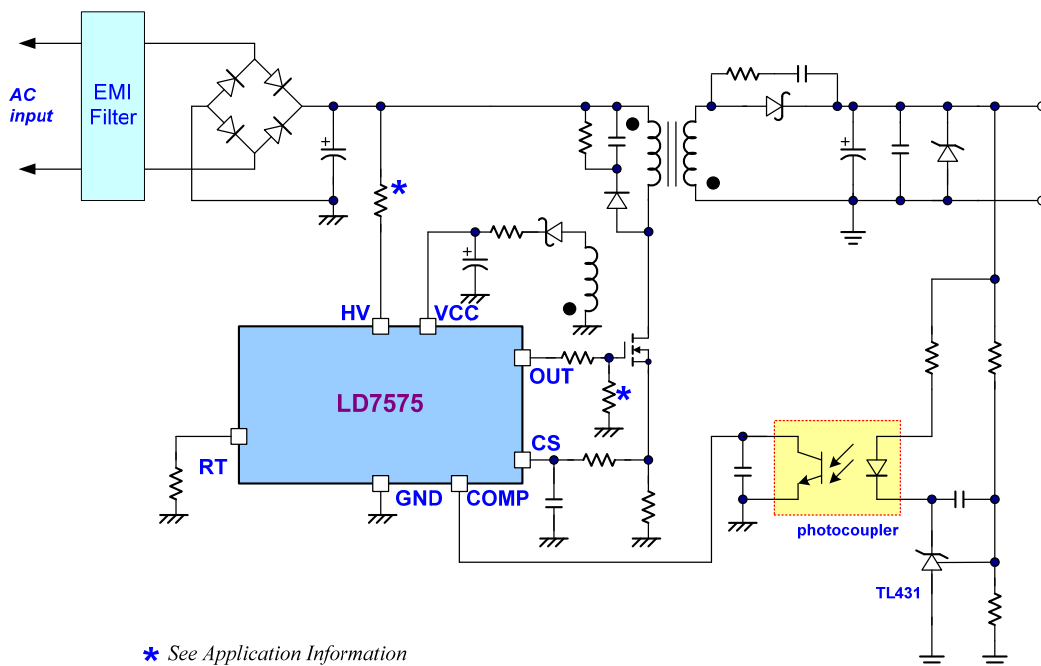 AC
input
EMI
Filter
*
+
+
+
HV
VCC
OUT
*
LD7575
CS
RT
GND
COMP
photocoupler
TL431
* See Application Information